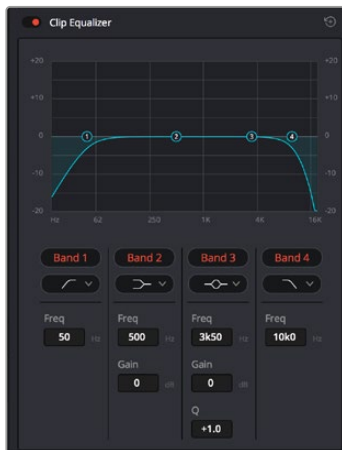 Clip Equalizer
+20 +20
+10 +10
0 0
-10 -10
-20 -20
1 2 3 4
Hz 62 250 1K 4K 16K
Band 1 Band 2 Band 3 Band 4
Freq Freq Freq Freq
50 Hz 500 Hz 3k50 Hz 10k0 Hz
Gain Gain
0 dB 0 dB
Q
+1.0